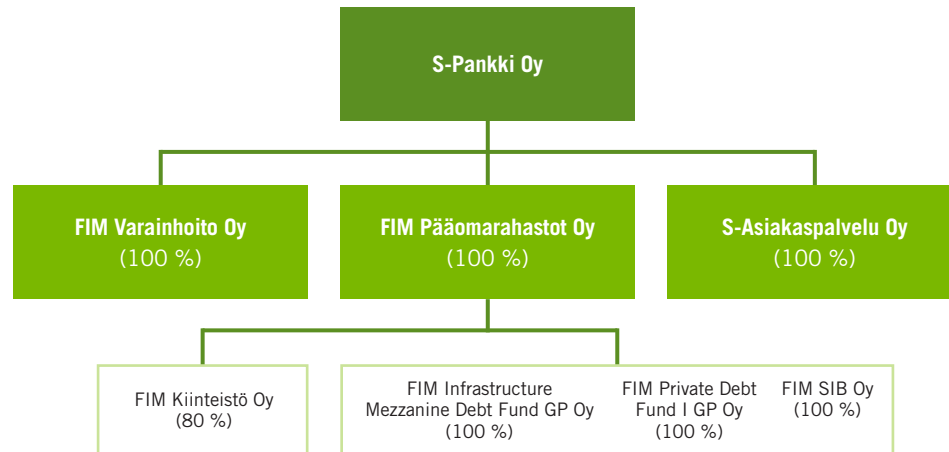 S-Pankki Oy
FIM Varainhoito Oy
(100 %)
FIM Pääomarahastot Oy
(100 %)
S-Asiakaspalvelu Oy
(100 %)
FIM Kiinteistö Oy
(80 %)
FIM Infrastructure
Mezzanine Debt Fund GP Oy
(100 %)
FIM Private Debt
Fund I GP Oy
(100 %)
FIM SIB Oy
(100 %)